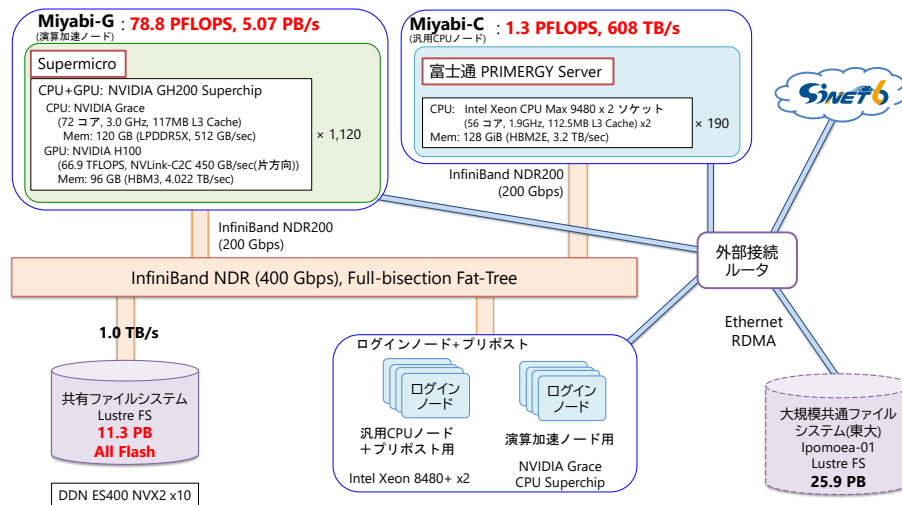 Miyabi-G : 78.8 PFLOPS, 5.07 PB/s
(演算加速ノード)
Supermicro
CPU+GPU: NVIDIA GH200 Superchip
CPU: NVIDIA Grace
(72 コア, 3.0 GHz, 117MB L3 Cache)
Mem: 120 GB (LPDDR5X, 512 GB/sec)
GPU: NVIDIA H100
(66.9 TFLOPS, NVLink-C2C 450 GB/sec(片方向))
Mem: 96 GB (HBM3, 4.022 TB/sec)
× 1,120
Miyabi-C : 1.3 PFLOPS, 608 TB/s
(汎用CPUノード)
富士通 PRIMERGY Server
CPU: Intel Xeon CPU Max 9480 x 2 ソケット
(56 コア, 1.9GHz, 112.5MB L3 Cache) x2
Mem: 128 GiB (HBM2E, 3.2 TB/sec)
× 190
SINET6
InfiniBand NDR200
(200 Gbps)
InfiniBand NDR200
(200 Gbps)
外部接続
ルータ
InfiniBand NDR (400 Gbps), Full-bisection Fat-Tree
1.0 TB/s
Ethernet
RDMA
共有ファイルシステム
Lustre FS
11.3 PB
All Flash
DDN ES400 NVX2 x10
ログインノード+プリポスト
ログイン
ノード
汎用CPUノード
＋プリポスト用
Intel Xeon 8480+ x2
ログイン
ノード
演算加速ノード用
NVIDIA Grace
CPU Superchip
大規模共通ファイル
システム(東大)
Ipomoea-01
Lustre FS
25.9 PB